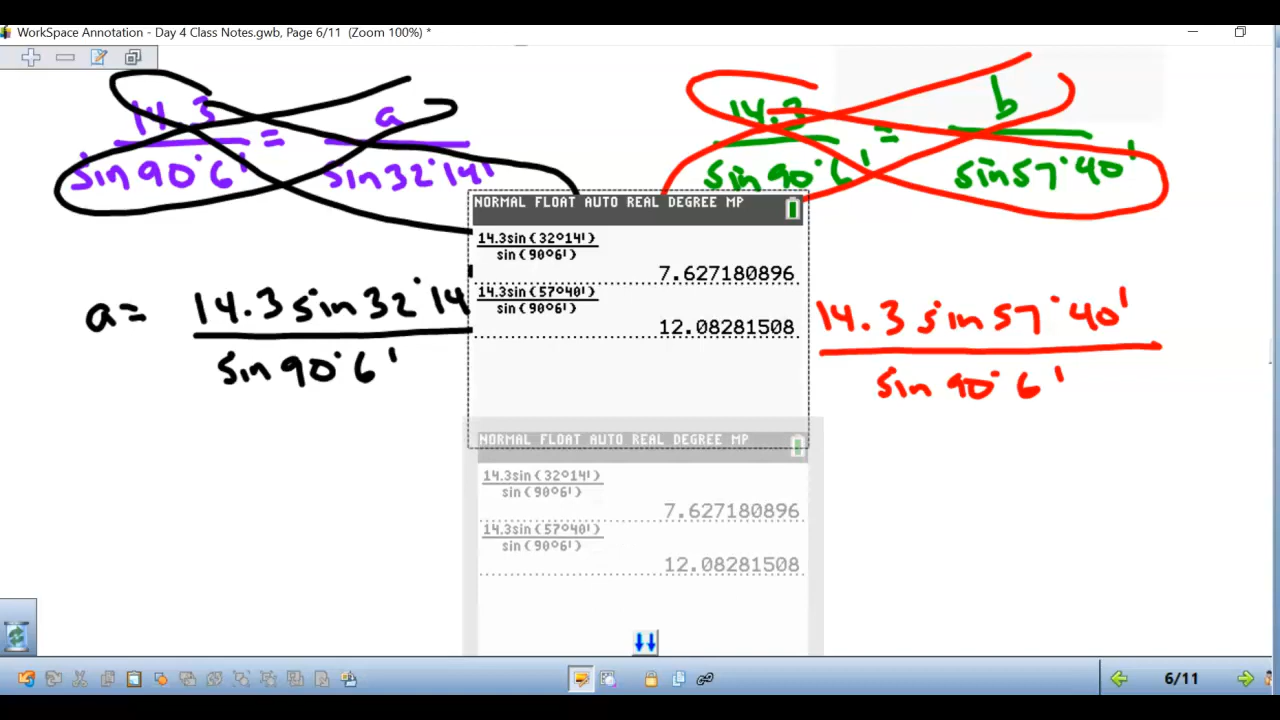 WorkSpace Annotation - Day 4 Class Notes.gwb, Page 6/11 (Zoom 100%) *
14.3 = a
sin 90°6' sin 32°14'
14.3 = b
sin 90°6' sin 57°40'
a = 14.3 sin 32°14
sin 90°6'
14.3 sin 57°40'
sin 90°6'
NORMAL FLOAT AUTO REAL DEGREE MP
14.3sin(32°14')
sin(90°6')
7.627180896
14.3sin(57°40')
sin(90°6')
12.08281508
NORMAL FLOAT AUTO REAL DEGREE MP
14.3sin(32°14')
sin(90°6')
7.627180896
14.3sin(57°40')
sin(90°6')
12.08281508
6/11